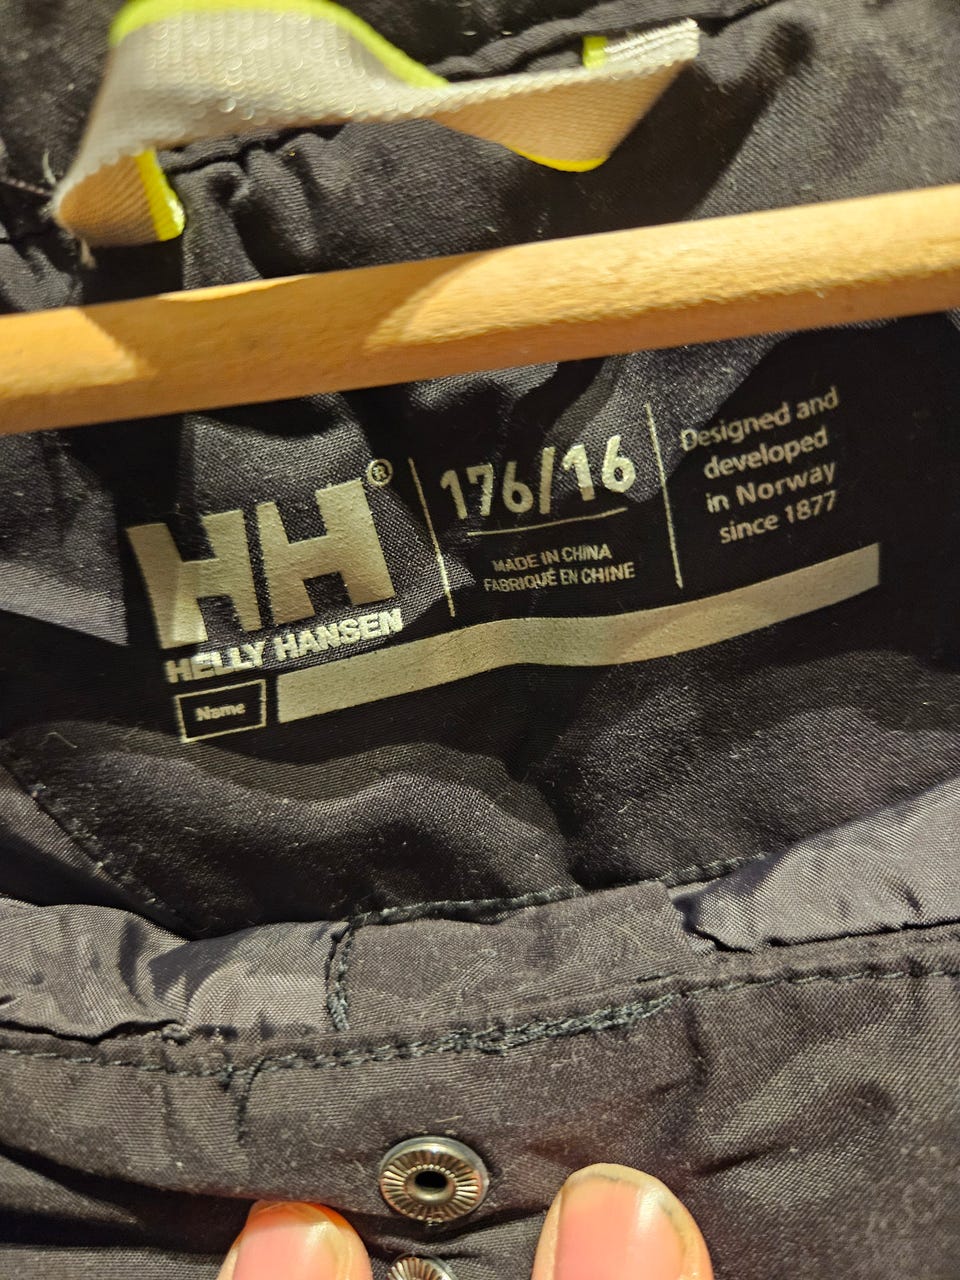 HH®
HELLY HANSEN
Name
176/16
MADE IN CHINA
FABRIQUÉ EN CHINE
Designed and
developed
in Norway
since 1877